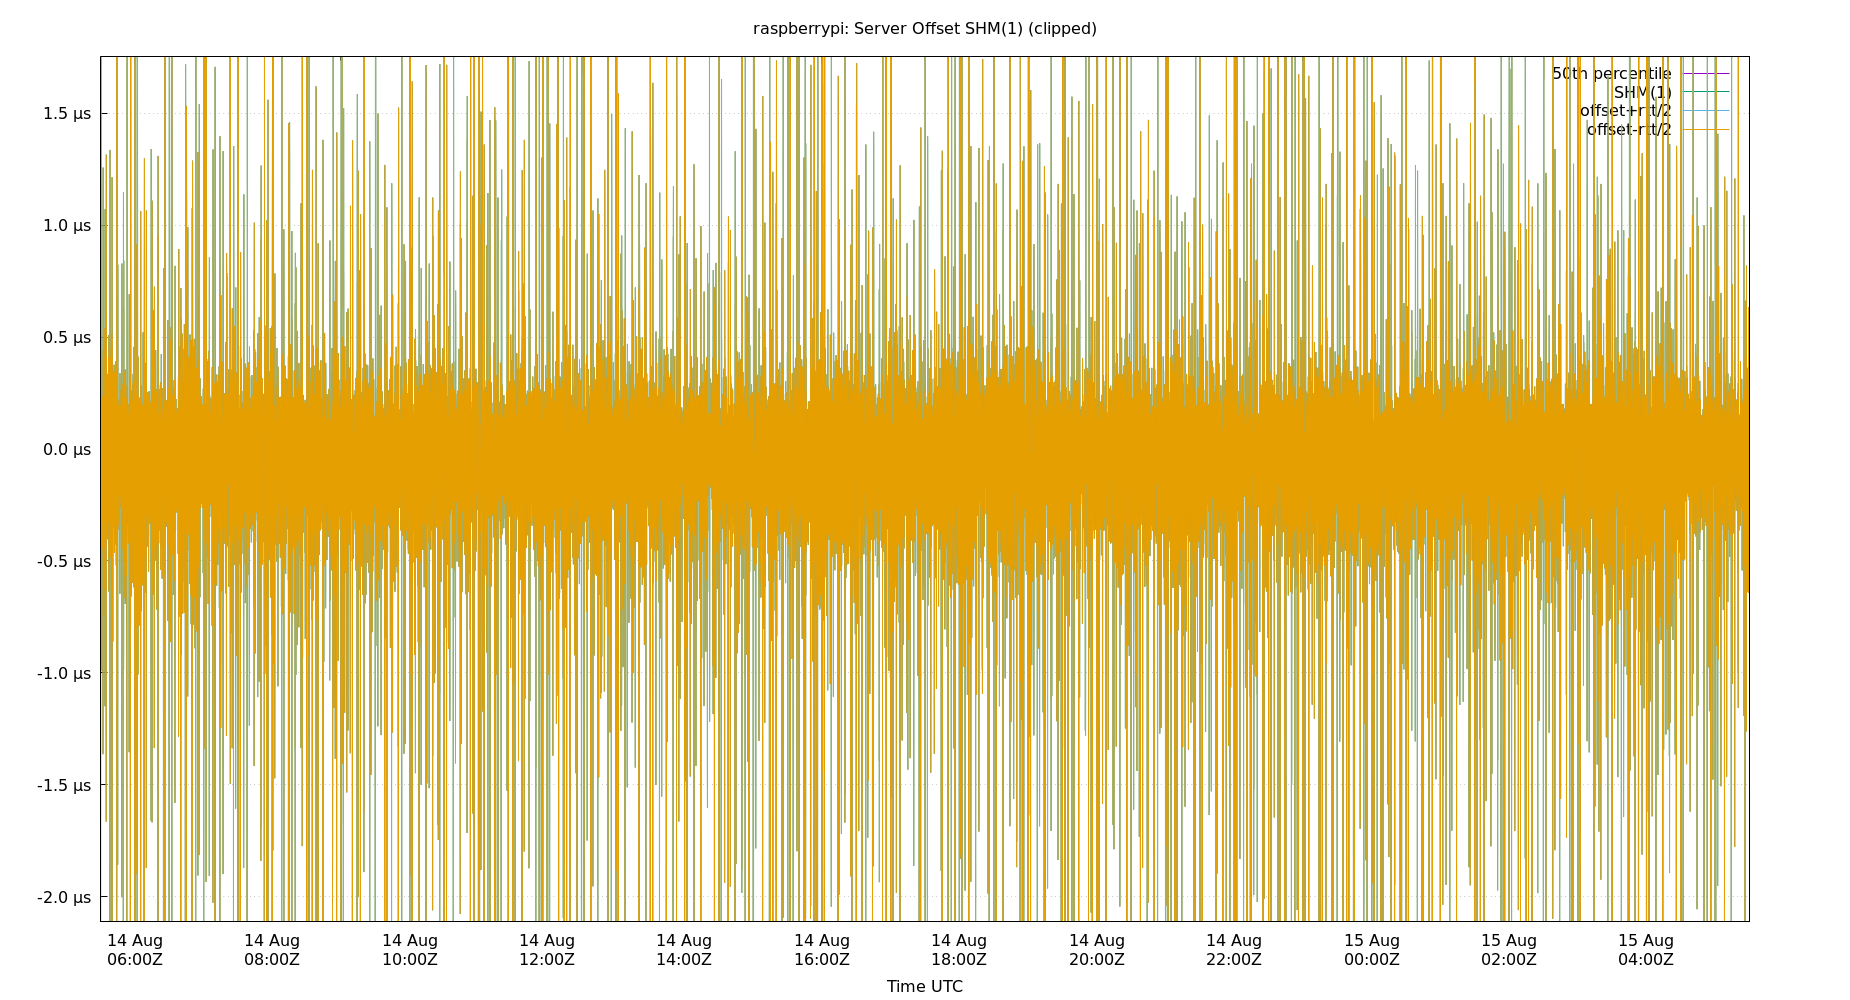 raspberrypi: Server Offset SHM(1) (clipped)
50th percentile
SHM(1)
offset+rtt/2
offset-rtt/2
1.5 µs
1.0 µs
0.5 µs
0.0 µs
-0.5 µs
-1.0 µs
-1.5 µs
-2.0 µs
14 Aug 14 Aug 14 Aug 14 Aug 14 Aug 14 Aug 14 Aug 14 Aug 14 Aug 15 Aug 15 Aug 15 Aug
06:00Z 08:00Z 10:00Z 12:00Z 14:00Z 16:00Z 18:00Z 20:00Z 22:00Z 00:00Z 02:00Z 04:00Z
Time UTC